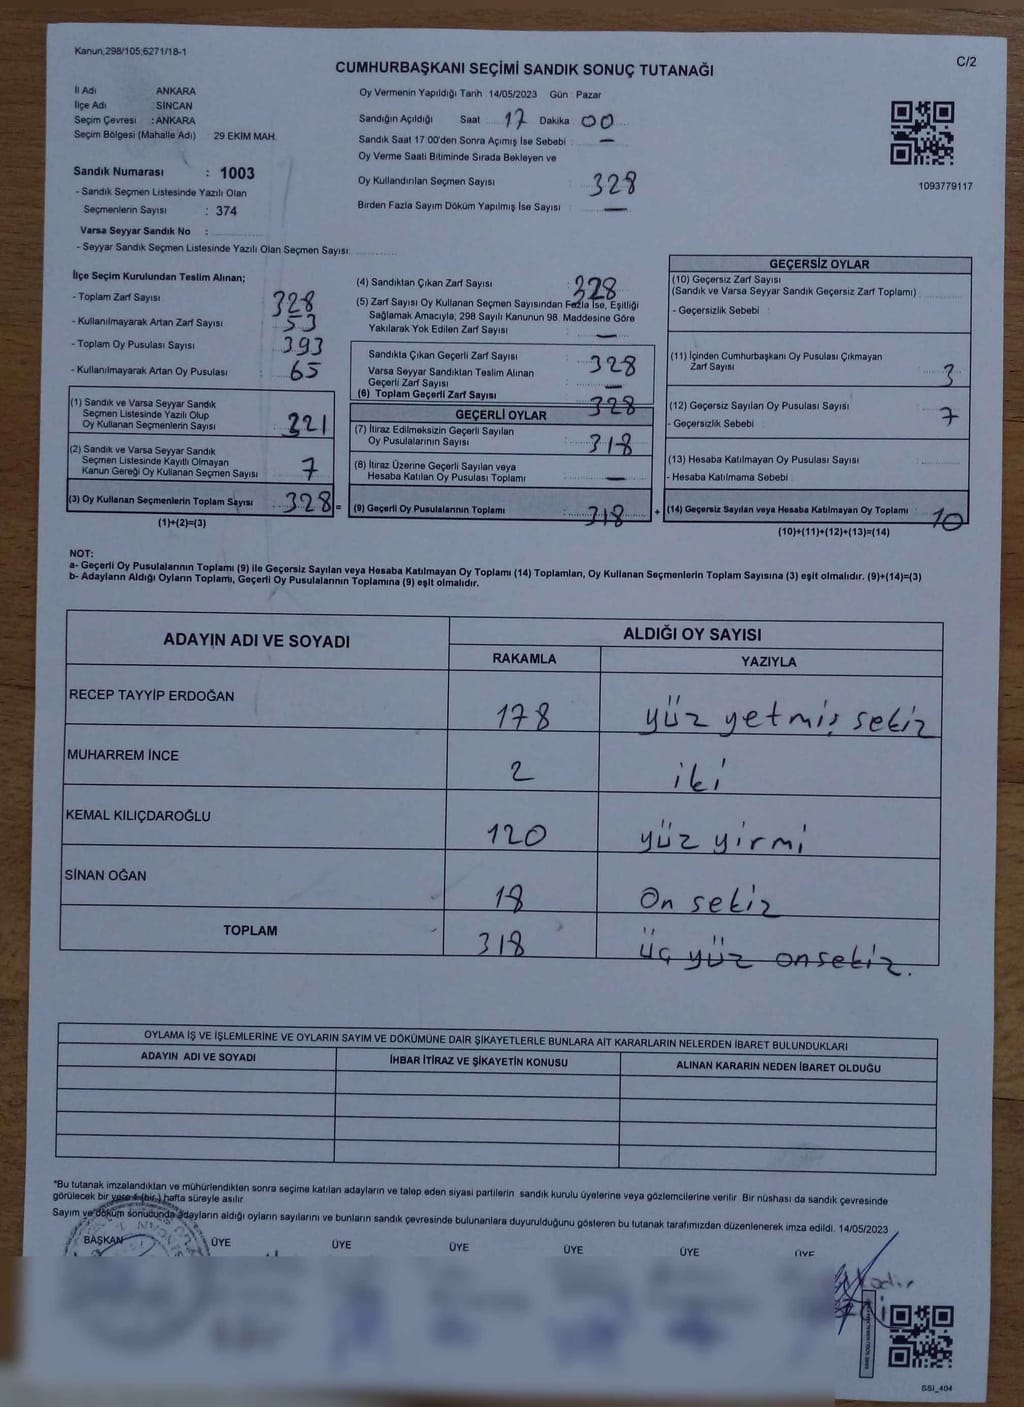 Kanun,298/105;6271/18-1
C/2
CUMHURBAŞKANI SEÇİMİ SANDIK SONUÇ TUTANAĞI
İl Adı ANKARA
İlçe Adı SİNCAN
Seçim Çevresi : ANKARA
Seçim Bölgesi (Mahalle Adı) 29 EKİM MAH.
Sandık Numarası : 1003
- Sandık Seçmen Listesinde Yazılı Olan
Seçmenlerin Sayısı : 374
Varsa Seyyar Sandık No :
- Seyyar Sandık Seçmen Listesinde Yazılı Olan Seçmen Sayısı:
Oy Vermenin Yapıldığı Tarih 14/05/2023 Gün : Pazar
Sandığın Açıldığı Saat 17 Dakika 00
Sandık Saat 17:00'den Sonra Açımış İse Sebebi : —
Oy Verme Saati Bitiminde Sırada Bekleyen ve
Oy Kullandırılan Seçmen Sayısı : 328
Birden Fazla Sayım Döküm Yapılmış İse Sayısı : —
1093779117
İlçe Seçim Kurulundan Teslim Alınan;
- Toplam Zarf Sayısı : 328
- Kullanılmayarak Artan Zarf Sayısı : 53
- Toplam Oy Pusulası Sayısı : 393
- Kullanılmayarak Artan Oy Pusulası : 65
(1) Sandık ve Varsa Seyyar Sandık
Seçmen Listesinde Yazılı Olup
Oy Kullanan Seçmenlerin Sayısı : 321
(2) Sandık ve Varsa Seyyar Sandık
Seçmen Listesinde Kayıtlı Olmayan
Kanun Gereği Oy Kullanan Seçmen Sayısı : 7
(3) Oy Kullanan Seçmenlerin Toplam Sayısı : 328 =
(1)+(2)=(3)
(4) Sandıktan Çıkan Zarf Sayısı : 328
(5) Zarf Sayısı Oy Kullanan Seçmen Sayısından Fazla İse, Eşitliği
Sağlamak Amacıyla; 298 Sayılı Kanunun 98. Maddesine Göre
Yakılarak Yok Edilen Zarf Sayısı : —
Sandıkta Çıkan Geçerli Zarf Sayısı : 328
Varsa Seyyar Sandıktan Teslim Alınan
Geçerli Zarf Sayısı : —
(6) Toplam Geçerli Zarf Sayısı : 328
GEÇERLİ OYLAR
(7) İtiraz Edilmeksizin Geçerli Sayılan
Oy Pusulalarının Sayısı : 318
(8) İtiraz Üzerine Geçerli Sayılan veya
Hesaba Katılan Oy Pusulası Toplamı : —
(9) Geçerli Oy Pusulalarının Toplamı : 318 +
GEÇERSİZ OYLAR
(10) Geçersiz Zarf Sayısı
(Sandık ve Varsa Seyyar Sandık Geçersiz Zarf Toplamı) :
- Geçersizlik Sebebi :
(11) İçinden Cumhurbaşkanı Oy Pusulası Çıkmayan
Zarf Sayısı : 3
(12) Geçersiz Sayılan Oy Pusulası Sayısı : 7
- Geçersizlik Sebebi :
(13) Hesaba Katılmayan Oy Pusulası Sayısı :
- Hesaba Katılmama Sebebi :
(14) Geçersiz Sayılan veya Hesaba Katılmayan Oy Toplamı : 10
(10)+(11)+(12)+(13)=(14)
NOT:
a- Geçerli Oy Pusulalarının Toplamı (9) ile Geçersiz Sayılan veya Hesaba Katılmayan Oy Toplamı (14) Toplamları, Oy Kullanan Seçmenlerin Toplam Sayısına (3) eşit olmalıdır. (9)+(14)=(3)
b- Adayların Aldığı Oyların Toplamı, Geçerli Oy Pusulalarının Toplamına (9) eşit olmalıdır.
ADAYIN ADI VE SOYADI ALDIĞI OY SAYISI
RAKAMLA YAZIYLA
RECEP TAYYİP ERDOĞAN 178 yüz yetmiş sekiz
MUHARREM İNCE 2 iki
KEMAL KILIÇDAROĞLU 120 yüz yirmi
SİNAN OĞAN 18 On sekiz
TOPLAM 318 üç yüz onsekiz.
OYLAMA İŞ VE İŞLEMLERİNE VE OYLARIN SAYIM VE DÖKÜMÜNE DAİR ŞİKAYETLERLE BUNLARA AİT KARARLARIN NELERDEN İBARET BULUNDUKLARI
ADAYIN ADI VE SOYADI İHBAR İTİRAZ VE ŞİKAYETİN KONUSU ALINAN KARARIN NEDEN İBARET OLDUĞU
*Bu tutanak imzalandıktan ve mühürlendikten sonra seçime katılan adayların ve talep eden siyasi partilerin sandık kurulu üyelerine veya gözlemcilerine verilir. Bir nüshası da sandık çevresinde
görülecek bir yere 1 (bir) hafta süreyle asılır.
Sayım ve döküm sonucunda adayların aldığı oyların sayılarını ve bunların sandık çevresinde bulunanlara duyurulduğunu gösteren bu tutanak tarafımızdan düzenlenerek imza edildi. 14/05/2023
BAŞKAN ÜYE ÜYE ÜYE ÜYE ÜYE ÜYE
SSI_404